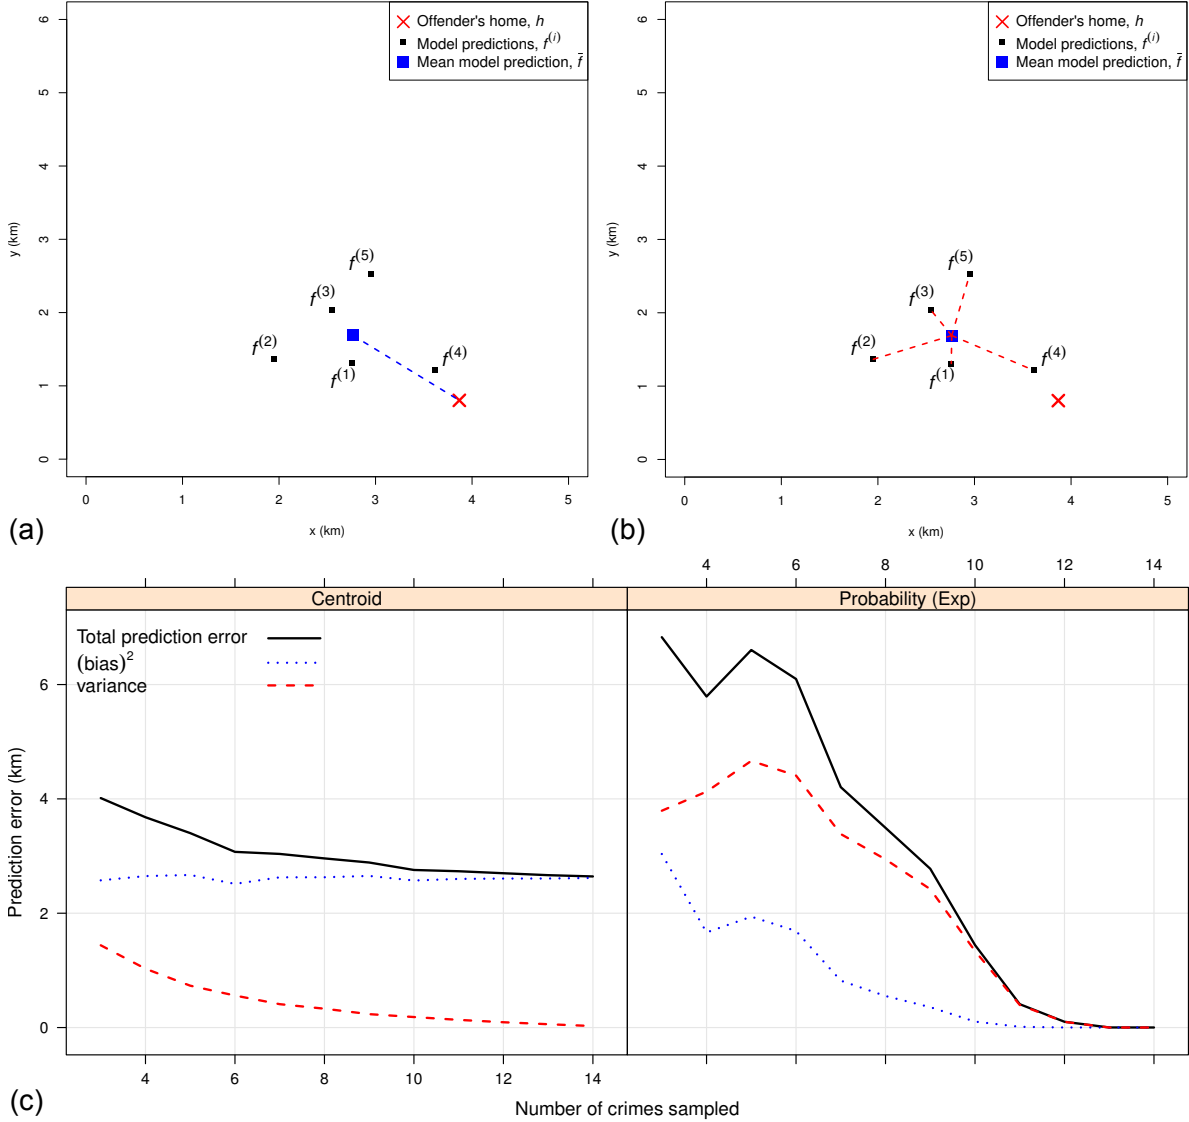 Offender's home, h
Model predictions, f^(i)
Mean model prediction, f̄
6
5
4
3
2
1
0
y (km)
f^(5)
f^(3)
f^(2)
f^(1)
f^(4)
0 1 2 3 4 5
x (km)
(a)
Offender's home, h
Model predictions, f^(i)
Mean model prediction, f̄
6
5
4
3
2
1
0
y (km)
f^(5)
f^(3)
f^(2)
f^(1)
f^(4)
0 1 2 3 4 5
x (km)
(b)
4 6 8 10 12 14
Centroid
Probability (Exp)
Total prediction error
(bias)^2
variance
6
4
2
0
Prediction error (km)
4 6 8 10 12 14
Number of crimes sampled
(c)